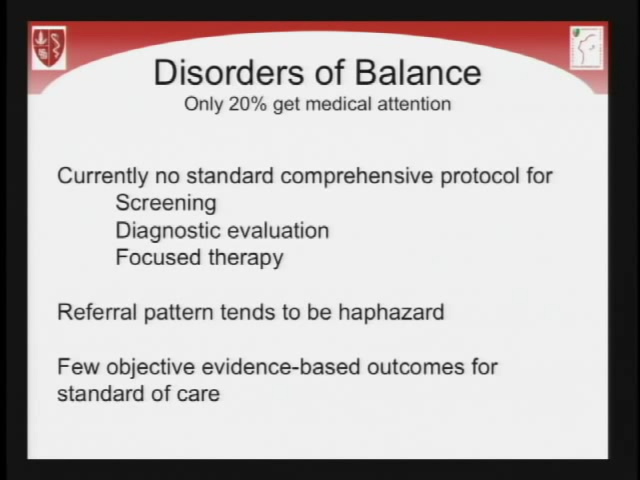 Disorders of Balance
Only 20% get medical attention
Currently no standard comprehensive protocol for
Screening
Diagnostic evaluation
Focused therapy
Referral pattern tends to be haphazard
Few objective evidence-based outcomes for
standard of care